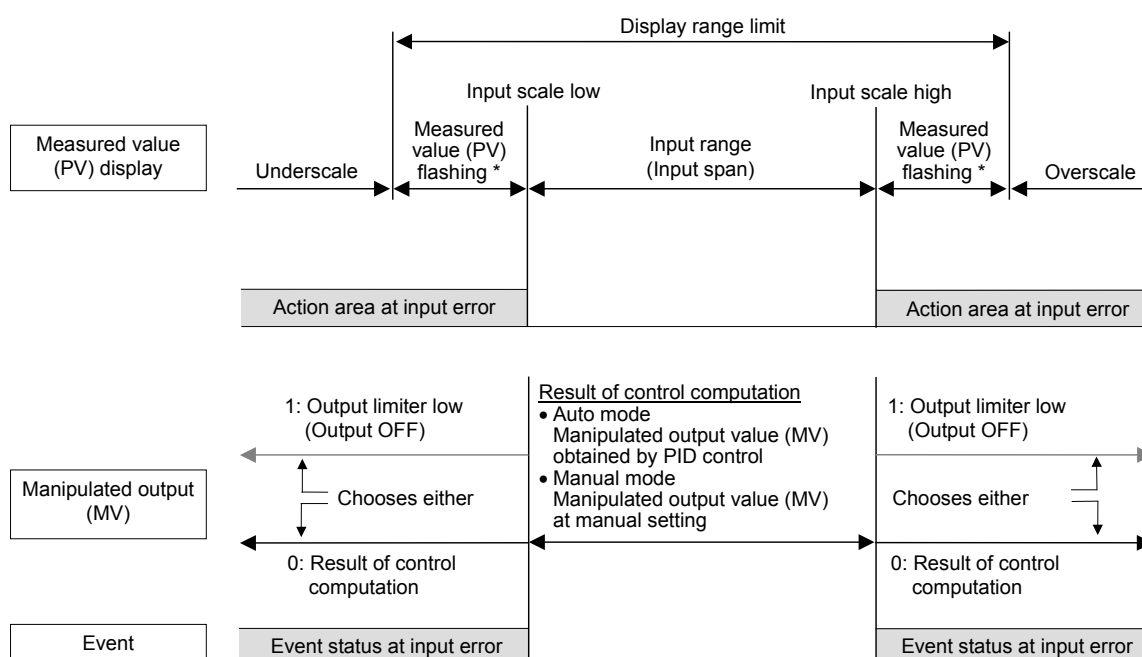 Display range limit
Input scale low
Input scale high
Measured value
(PV) display
Underscale
Measured
value (PV)
flashing *
Input range
(Input span)
Measured
value (PV)
flashing *
Overscale
Action area at input error
Action area at input error
Manipulated output
(MV)
1: Output limiter low
(Output OFF)
Chooses either
0: Result of control
computation
Result of control computation
• Auto mode
Manipulated output value (MV)
obtained by PID control
• Manual mode
Manipulated output value (MV)
at manual setting
1: Output limiter low
(Output OFF)
Chooses either
0: Result of control
computation
Event
Event status at input error
Event status at input error